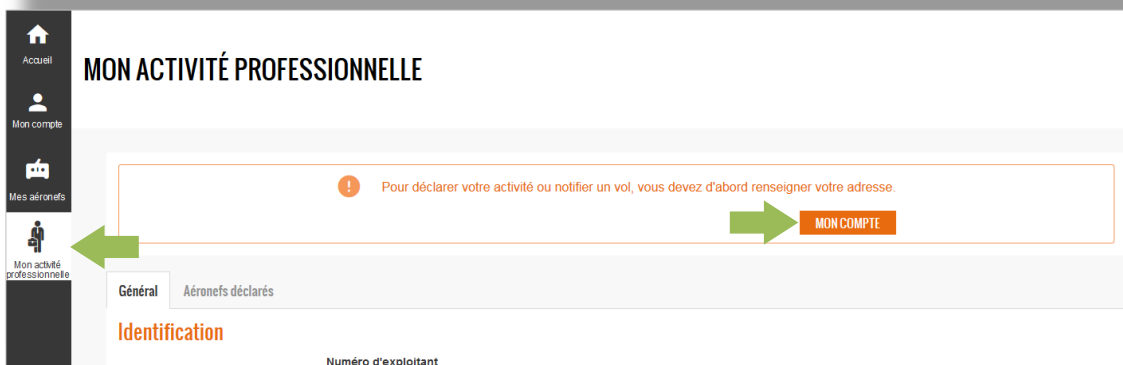 Accueil
Mon compte
Mes aéronefs
Mon activité
professionnelle
MON ACTIVITÉ PROFESSIONNELLE
Pour déclarer votre activité ou notifier un vol, vous devez d'abord renseigner votre adresse.
MON COMPTE
Général Aéronefs déclarés
Identification
Numéro d'exploitant